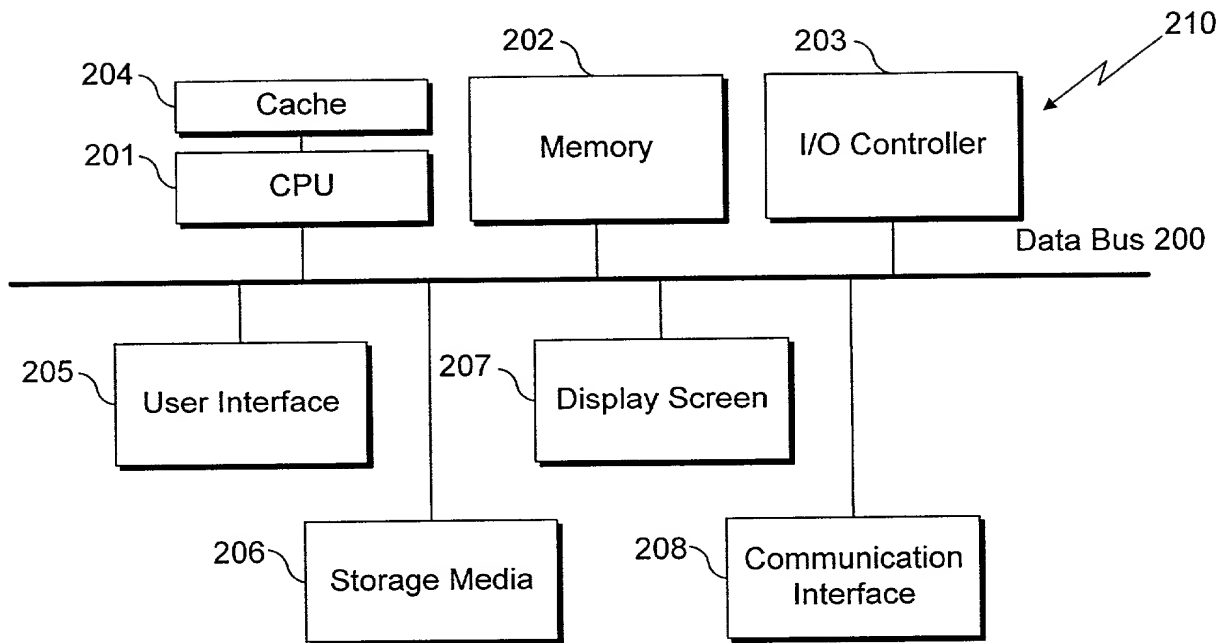 210
202
203
204
Cache
Memory
I/O Controller
201
CPU
Data Bus 200
205
User Interface
207
Display Screen
206
Storage Media
208
Communication
Interface